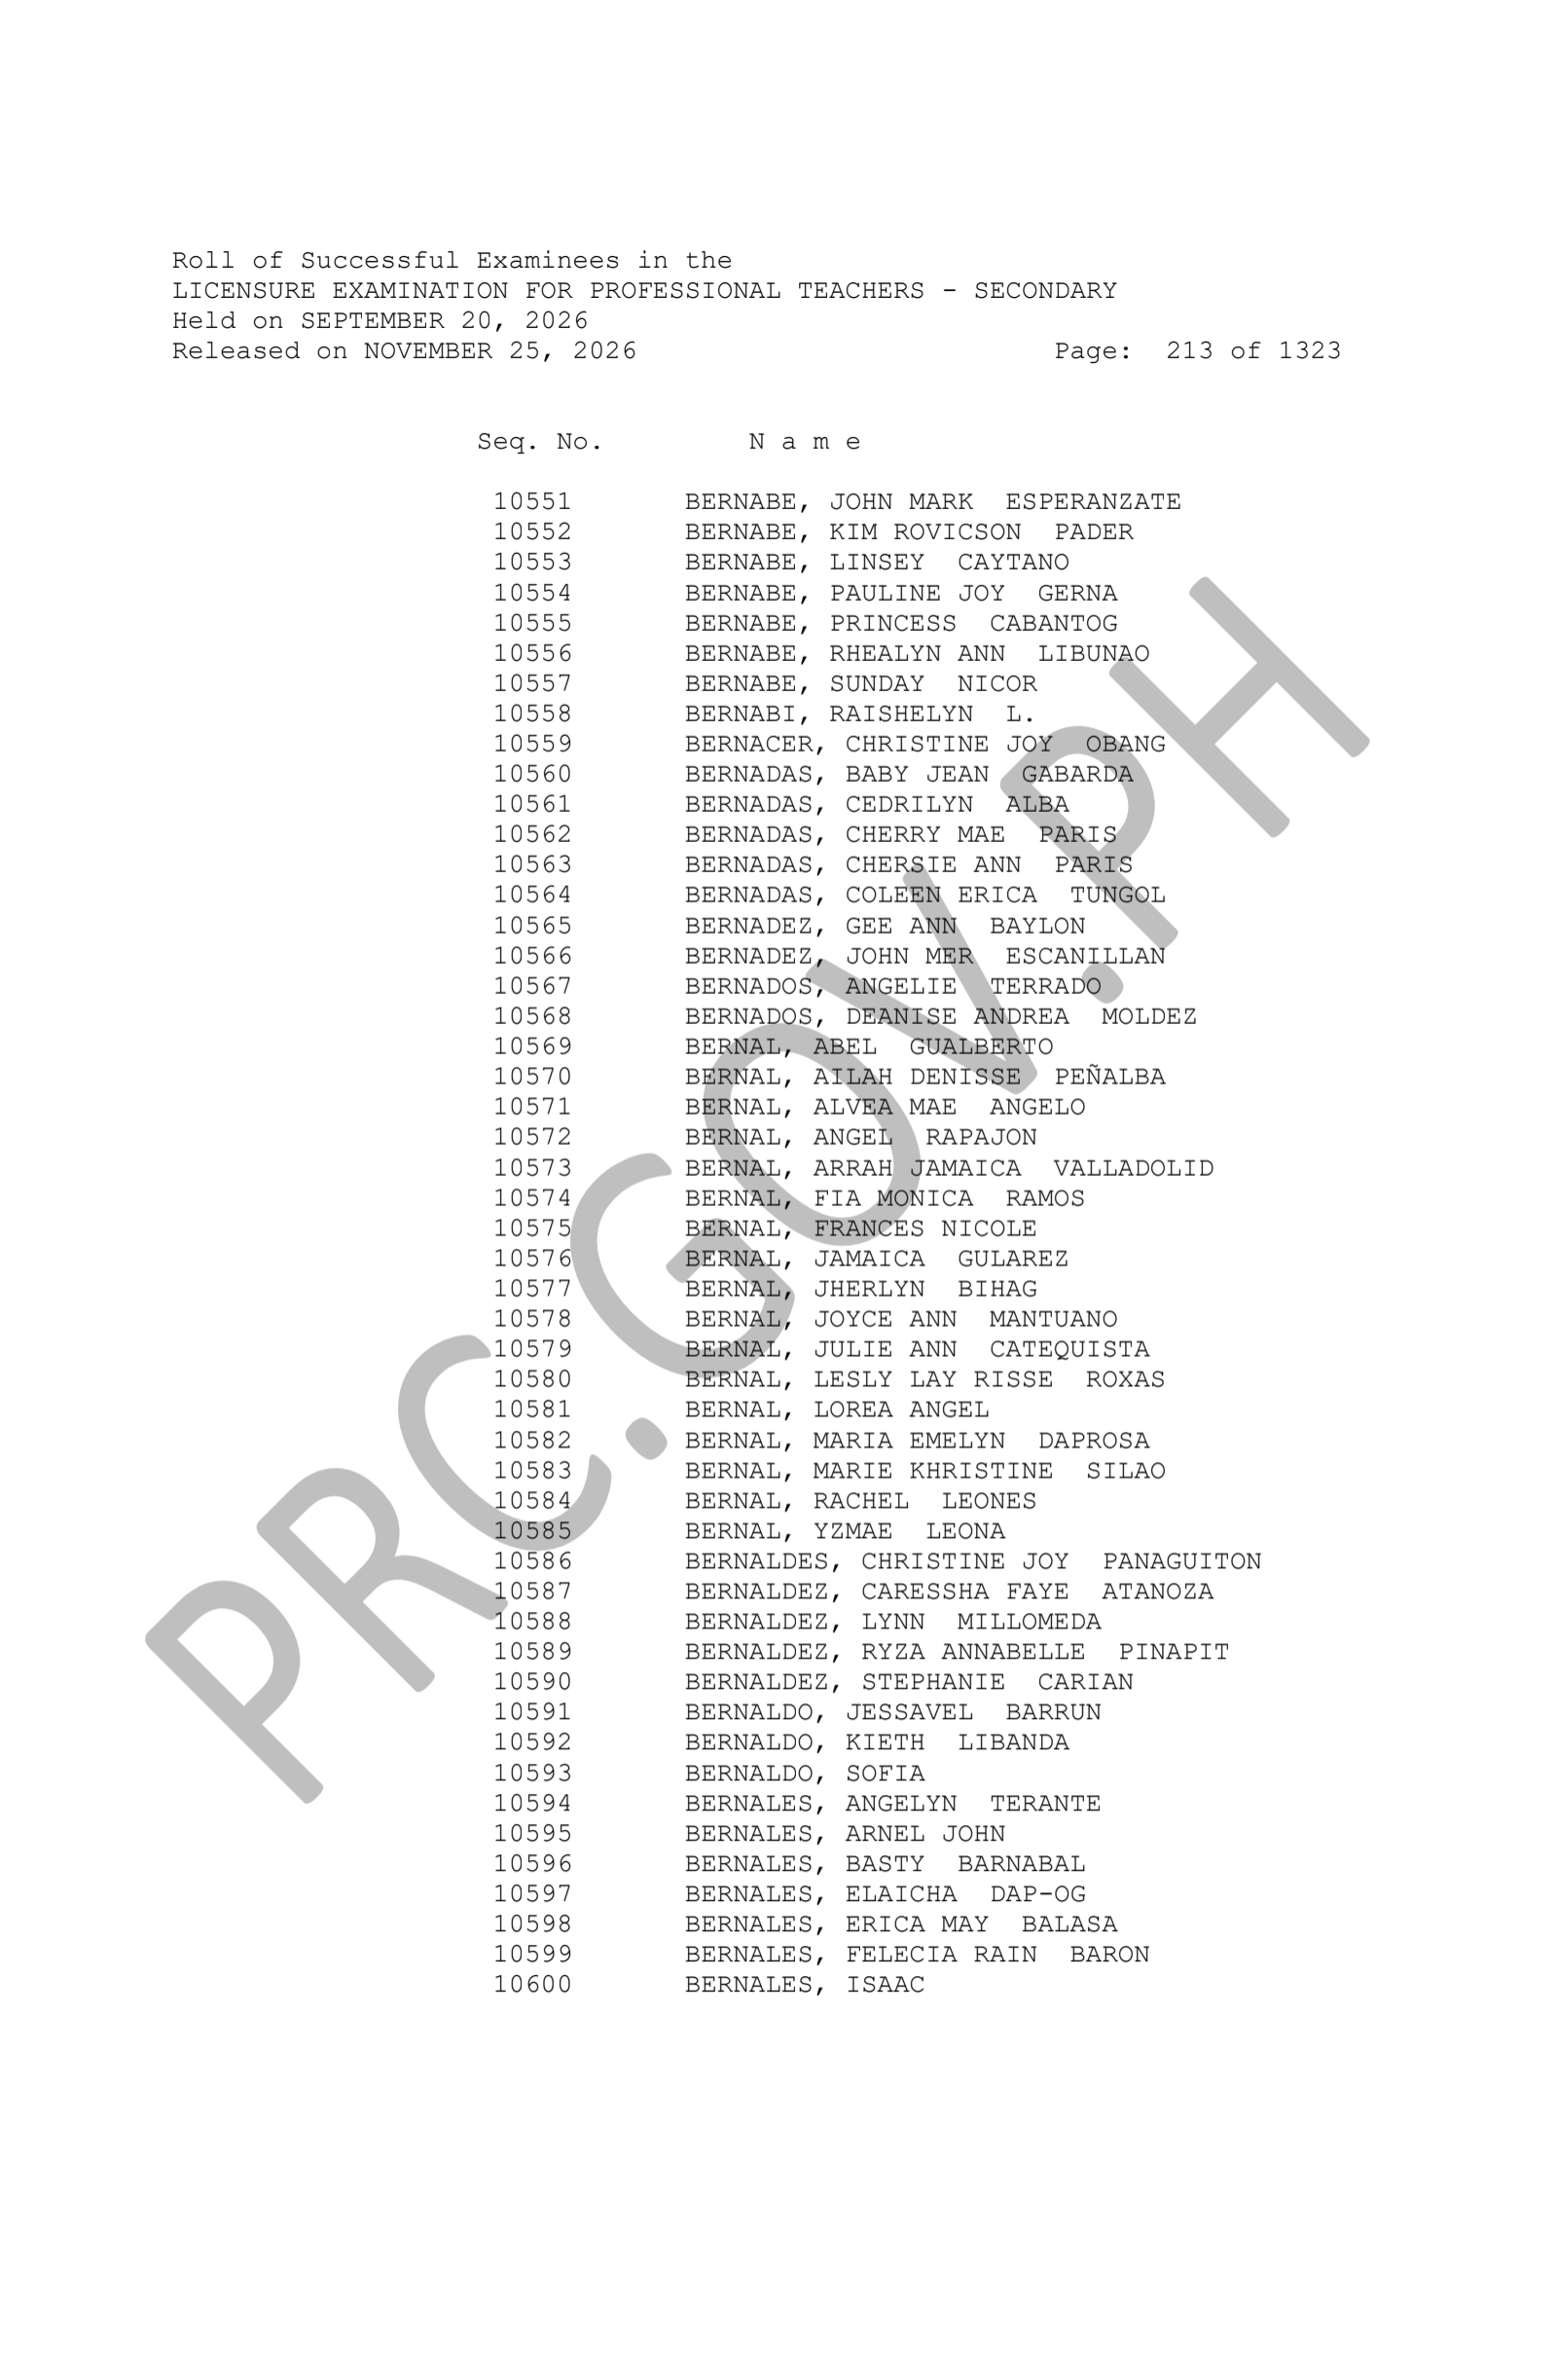 Roll of Successful Examinees in the
LICENSURE EXAMINATION FOR PROFESSIONAL TEACHERS - SECONDARY
Held on SEPTEMBER 20, 2026
Released on NOVEMBER 25, 2026 Page: 213 of 1323
Seq. No. N a m e
10551 BERNABE, JOHN MARK ESPERANZATE
10552 BERNABE, KIM ROVICSON PADER
10553 BERNABE, LINSEY CAYTANO
10554 BERNABE, PAULINE JOY GERNA
10555 BERNABE, PRINCESS CABANTOG
10556 BERNABE, RHEALYN ANN LIBUNAO
10557 BERNABE, SUNDAY NICOR
10558 BERNABI, RAISHELYN L.
10559 BERNACER, CHRISTINE JOY OBANG
10560 BERNADAS, BABY JEAN GABARDA
10561 BERNADAS, CEDRILYN ALBA
10562 BERNADAS, CHERRY MAE PARIS
10563 BERNADAS, CHERSIE ANN PARIS
10564 BERNADAS, COLEEN ERICA TUNGOL
10565 BERNADEZ, GEE ANN BAYLON
10566 BERNADEZ, JOHN MER ESCANILLAN
10567 BERNADOS, ANGELIE TERRADO
10568 BERNADOS, DEANISE ANDREA MOLDEZ
10569 BERNAL, ABEL GUALBERTO
10570 BERNAL, AILAH DENISSE PEÑALBA
10571 BERNAL, ALVEA MAE ANGELO
10572 BERNAL, ANGEL RAPAJON
10573 BERNAL, ARRAH JAMAICA VALLADOLID
10574 BERNAL, FIA MONICA RAMOS
10575 BERNAL, FRANCES NICOLE
10576 BERNAL, JAMAICA GULAREZ
10577 BERNAL, JHERLYN BIHAG
10578 BERNAL, JOYCE ANN MANTUANO
10579 BERNAL, JULIE ANN CATEQUISTA
10580 BERNAL, LESLY LAY RISSE ROXAS
10581 BERNAL, LOREA ANGEL
10582 BERNAL, MARIA EMELYN DAPROSA
10583 BERNAL, MARIE KHRISTINE SILAO
10584 BERNAL, RACHEL LEONES
10585 BERNAL, YZMAE LEONA
10586 BERNALDES, CHRISTINE JOY PANAGUITON
10587 BERNALDEZ, CARESSHA FAYE ATANOZA
10588 BERNALDEZ, LYNN MILLOMEDA
10589 BERNALDEZ, RYZA ANNABELLE PINAPIT
10590 BERNALDEZ, STEPHANIE CARIAN
10591 BERNALDO, JESSAVEL BARRUN
10592 BERNALDO, KIETH LIBANDA
10593 BERNALDO, SOFIA
10594 BERNALES, ANGELYN TERANTE
10595 BERNALES, ARNEL JOHN
10596 BERNALES, BASTY BARNABAL
10597 BERNALES, ELAICHA DAP-OG
10598 BERNALES, ERICA MAY BALASA
10599 BERNALES, FELECIA RAIN BARON
10600 BERNALES, ISAAC
PRC.GOV.PH